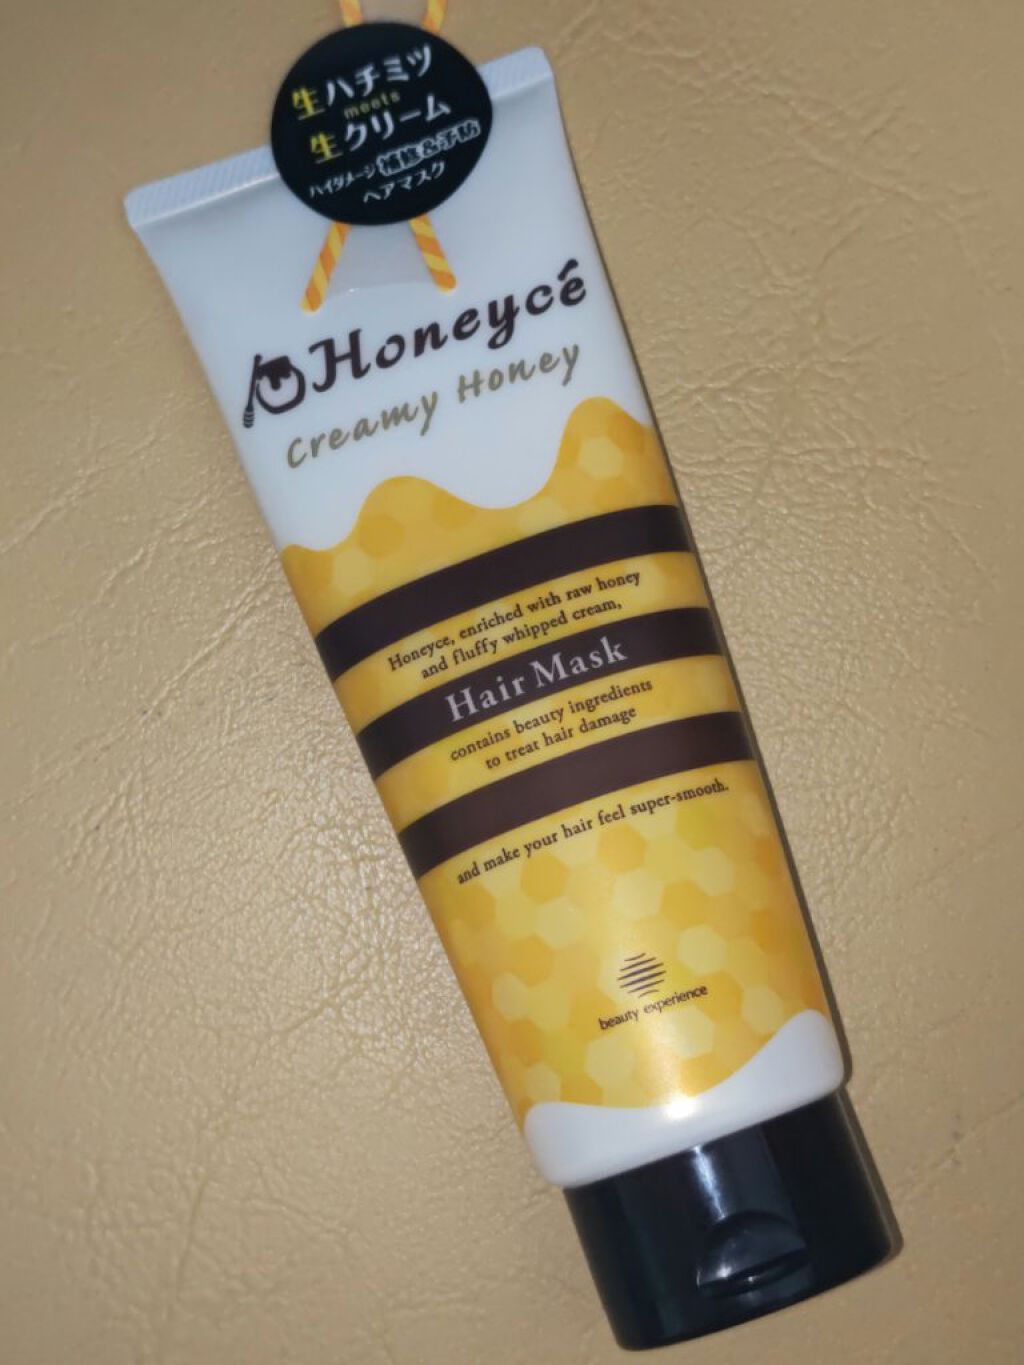 生ハチミツ
meets
生クリーム
ハイダメージ補修&予防
ヘアマスク
Honeycé
Creamy Honey
Honeyce, enriched with raw honey
and fluffy whipped cream,
Hair Mask
contains beauty ingredients
to treat hair damage
and make your hair feel super-smooth.
beauty experience